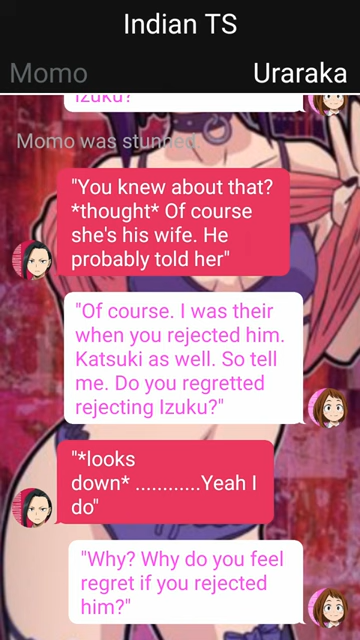 Indian TS
Momo
Uraraka
Izuku?
Momo was stunned.
"You knew about that?
*thought* Of course
she's his wife. He
probably told her"
"Of course. I was their
when you rejected him.
Katsuki as well. So tell
me. Do you regretted
rejecting Izuku?"
"*looks
down* ............Yeah I
do"
"Why? Why do you feel
regret if you rejected
him?"